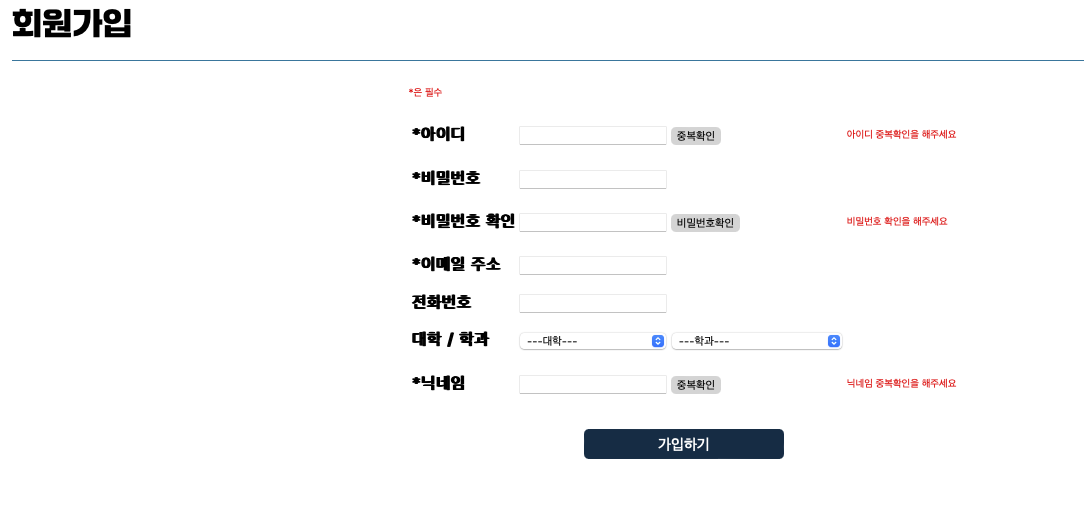 회원가입
*은 필수
*아이디 중복확인 아이디 중복확인을 해주세요
*비밀번호
*비밀번호 확인 비밀번호확인 비밀번호 확인을 해주세요
*이메일 주소
전화번호
대학 / 학과 ---대학--- ---학과---
*닉네임 중복확인 닉네임 중복확인을 해주세요
가입하기